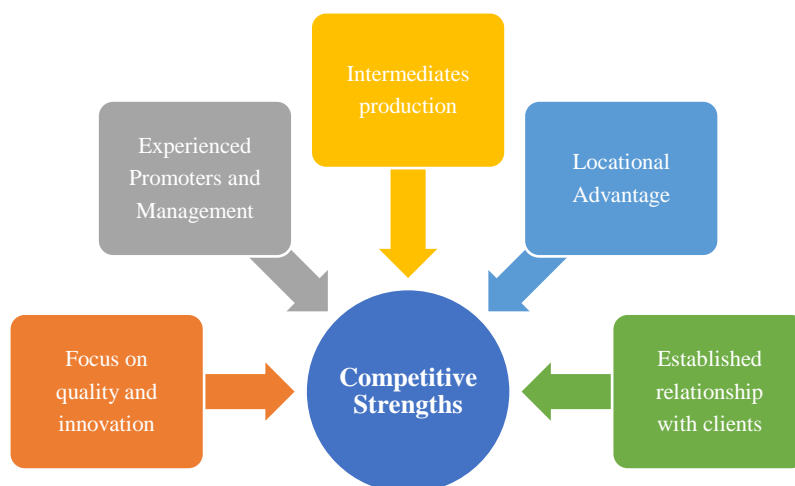 Intermediates
production
Experienced
Promoters and
Management
Locational
Advantage
Focus on
quality and
innovation
Competitive
Strengths
Established
relationship
with clients